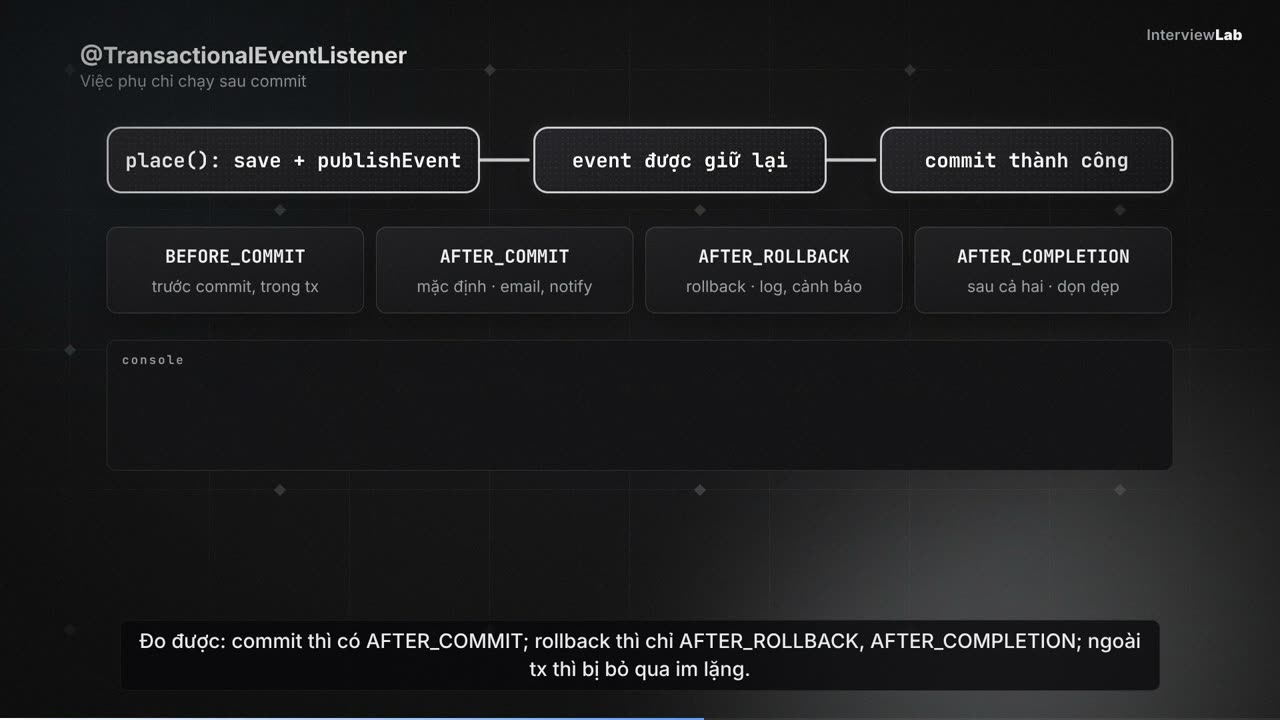 InterviewLab
@TransactionalEventListener
Việc phụ chỉ chạy sau commit
place(): save + publishEvent
event được giữ lại
commit thành công
BEFORE_COMMIT
trước commit, trong tx
AFTER_COMMIT
mặc định · email, notify
AFTER_ROLLBACK
rollback · log, cảnh báo
AFTER_COMPLETION
sau cả hai · dọn dẹp
console
Đo được: commit thì có AFTER_COMMIT; rollback thì chỉ AFTER_ROLLBACK, AFTER_COMPLETION; ngoài
tx thì bị bỏ qua im lặng.